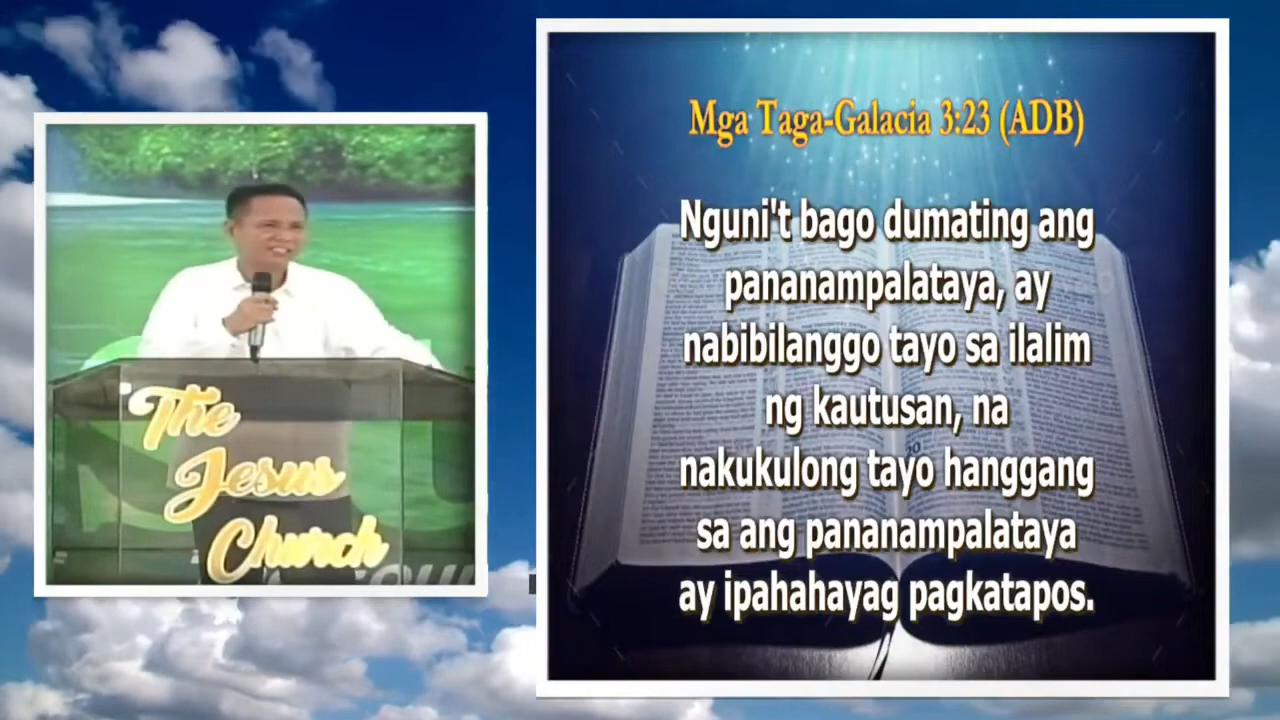 The
Jesus
Church
Mga Taga-Galacia 3:23 (ADB)
Nguni't bago dumating ang
pananampalataya, ay
nabibilanggo tayo sa ilalim
ng kautusan, na
nakukulong tayo hanggang
sa ang pananampalataya
ay ipahahayag pagkatapos.